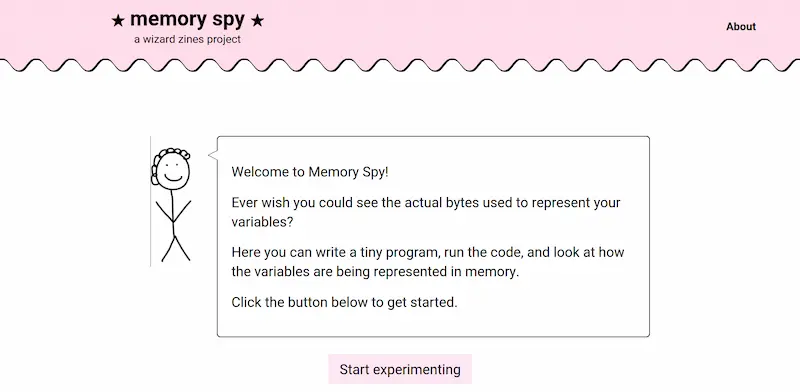 ★ memory spy ★
a wizard zines project
About
Welcome to Memory Spy!
Ever wish you could see the actual bytes used to represent your
variables?
Here you can write a tiny program, run the code, and look at how
the variables are being represented in memory.
Click the button below to get started.
Start experimenting